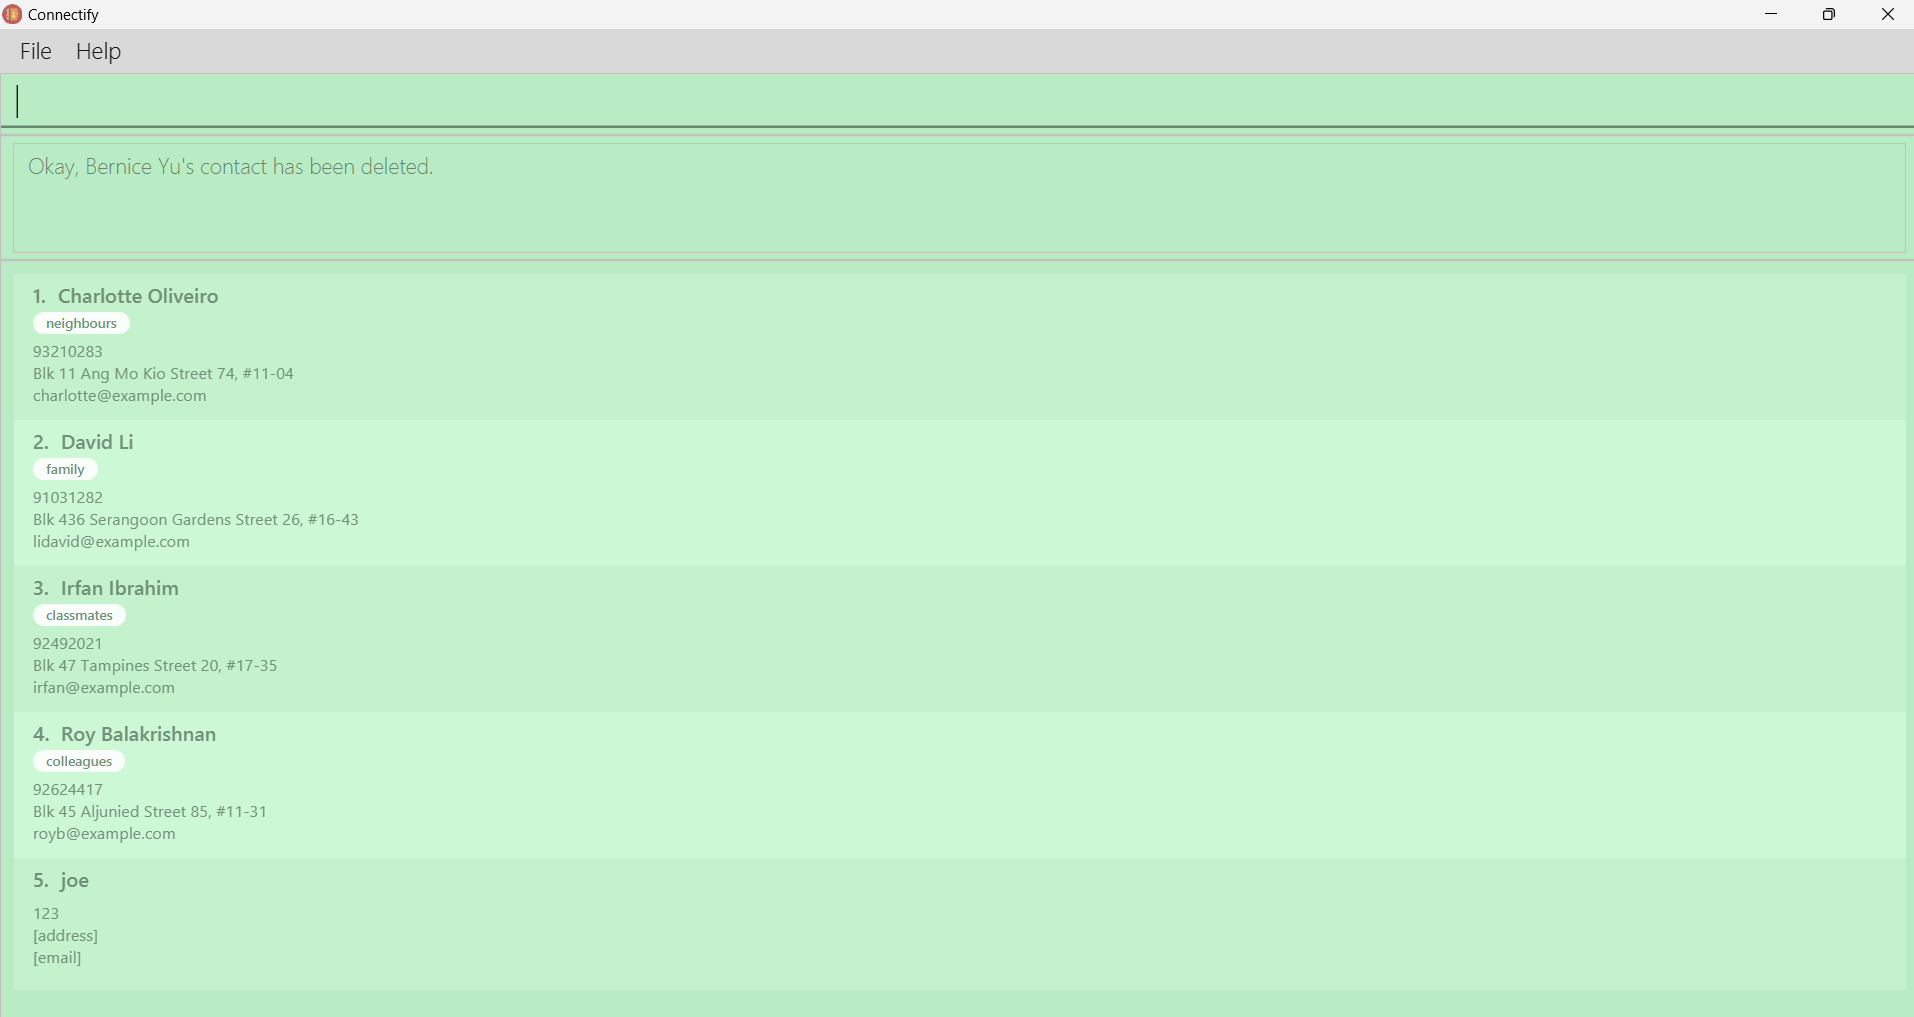 Connectify
File Help
Okay, Bernice Yu's contact has been deleted.
1. Charlotte Oliveiro
neighbours
93210283
Blk 11 Ang Mo Kio Street 74, #11-04
charlotte@example.com
2. David Li
family
91031282
Blk 436 Serangoon Gardens Street 26, #16-43
lidavid@example.com
3. Irfan Ibrahim
classmates
92492021
Blk 47 Tampines Street 20, #17-35
irfan@example.com
4. Roy Balakrishnan
colleagues
92624417
Blk 45 Aljunied Street 85, #11-31
royb@example.com
5. joe
123
[address]
[email]